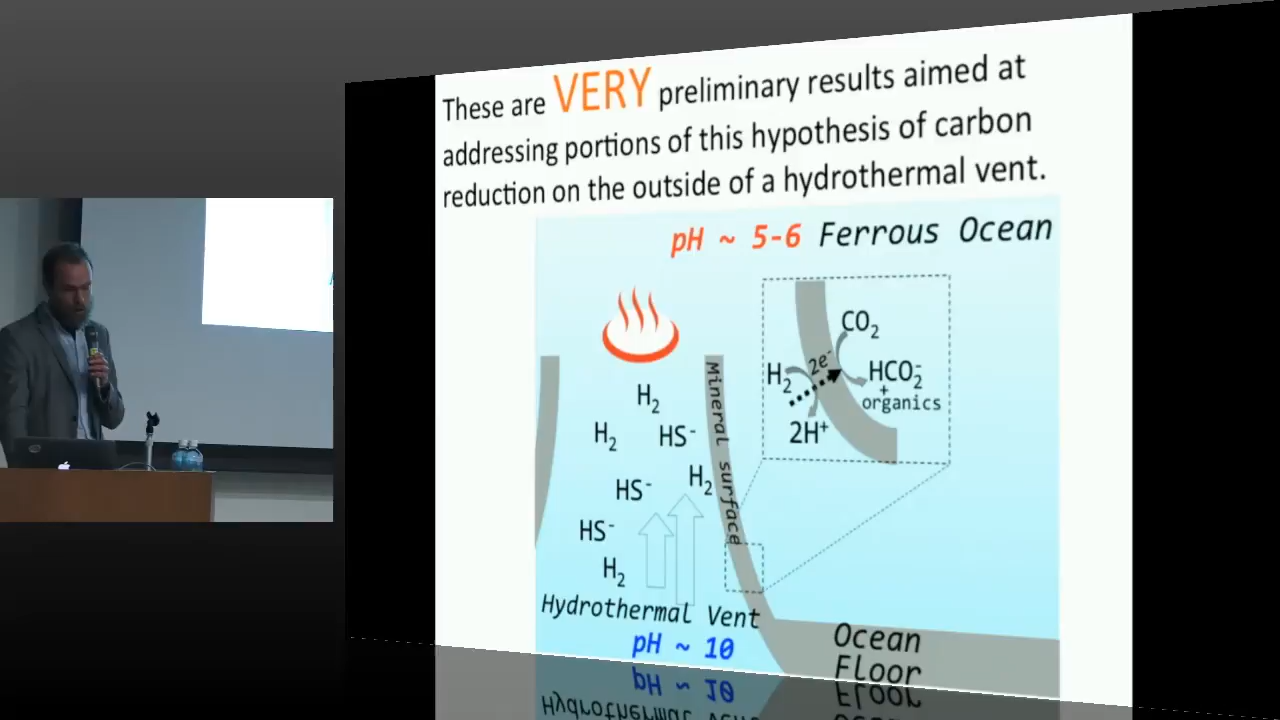 These are VERY preliminary results aimed at
addressing portions of this hypothesis of carbon
reduction on the outside of a hydrothermal vent.
pH ~ 5-6 Ferrous Ocean
CO2
H2 2e- HCO2-
+
organics
2H+
Mineral surface
H2
H2 HS-
H2
HS-
HS-
H2
Hydrothermal Vent
pH ~ 10
Ocean
Floor